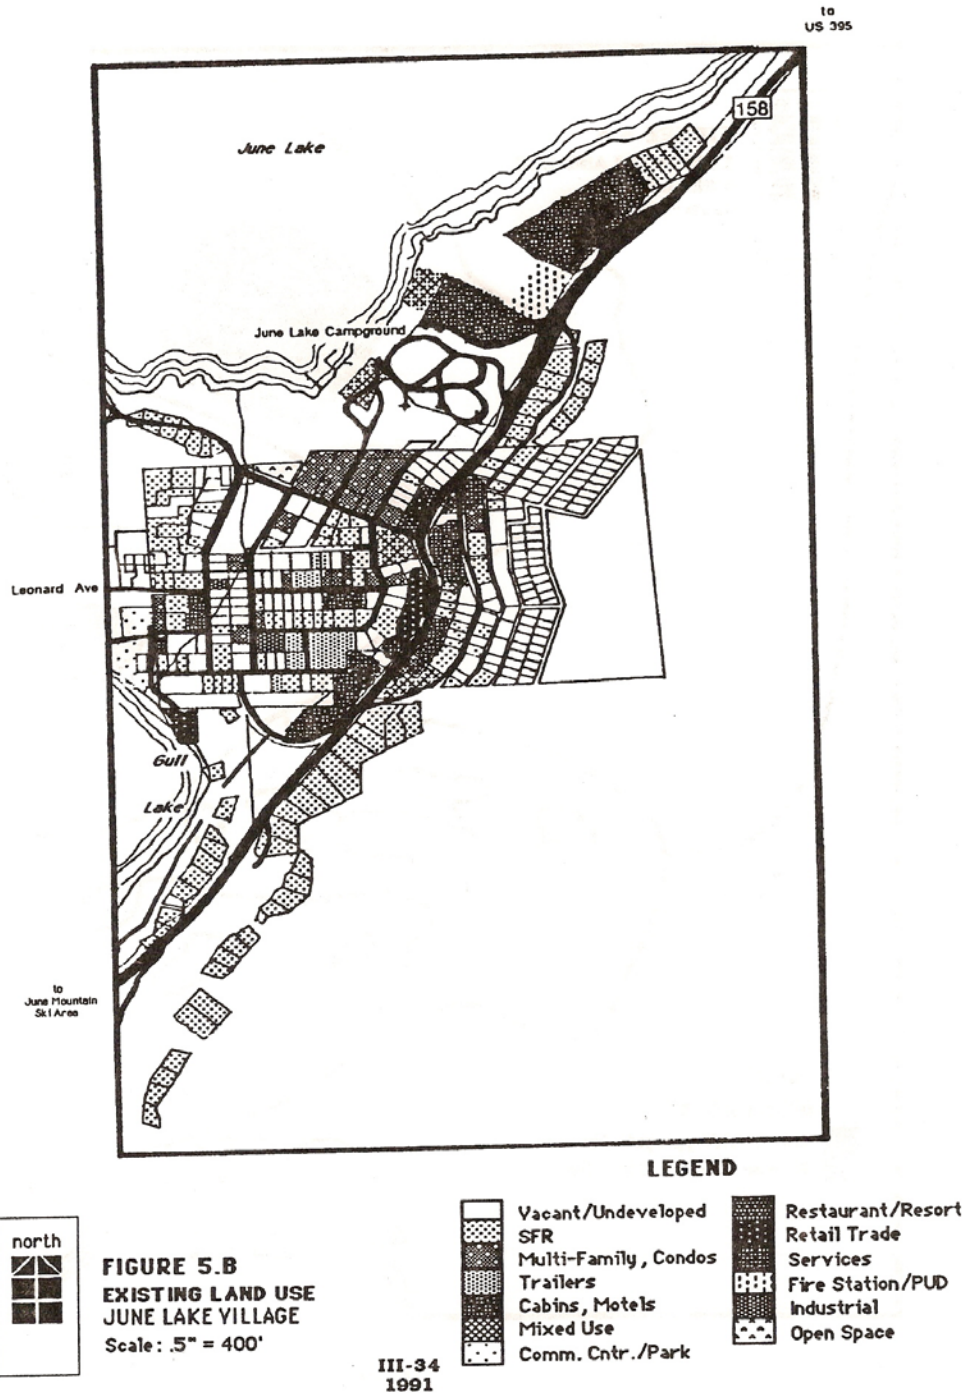 to
US 395
158
June Lake
June Lake Campground
Leonard Ave
Gull
Lake
to
June Mountain
Ski Area
LEGEND
Vacant/Undeveloped
SFR
Multi-Family, Condos
Trailers
Cabins, Motels
Mixed Use
Comm. Cntr./Park
Restaurant/Resort
Retail Trade
Services
Fire Station/PUD
Industrial
Open Space
north
FIGURE 5.B
EXISTING LAND USE
JUNE LAKE VILLAGE
Scale: .5" = 400'
III-34
1991